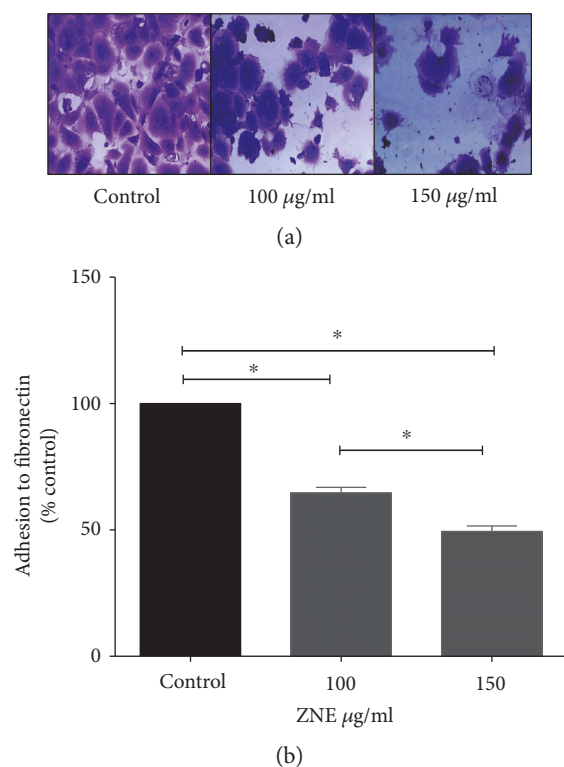 Control 100 μg/ml 150 μg/ml
(a)
150
*
*
100
*
50
0
Adhesion to fibronectin
(% control)
Control 100 150
ZNE μg/ml
(b)